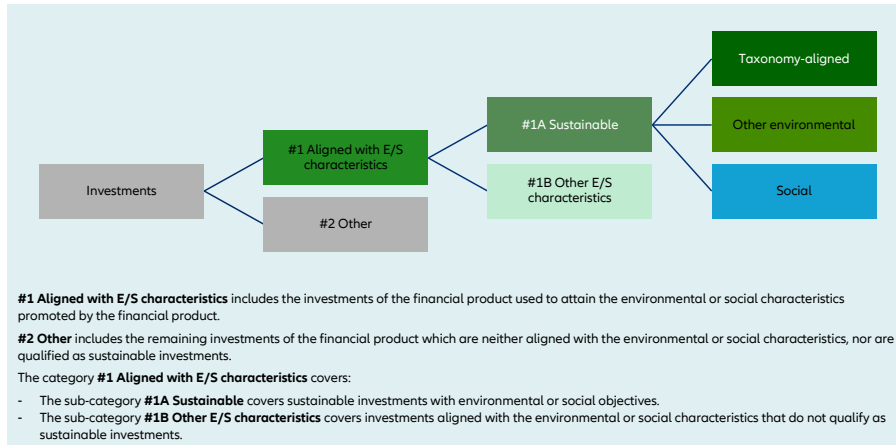 Taxonomy-aligned
#1A Sustainable
Other environmental
#1 Aligned with E/S
characteristics
Investments
#1B Other E/S
characteristics
Social
#2 Other
#1 Aligned with E/S characteristics includes the investments of the financial product used to attain the environmental or social characteristics
promoted by the financial product.
#2 Other includes the remaining investments of the financial product which are neither aligned with the environmental or social characteristics, nor are
qualified as sustainable investments.
The category #1 Aligned with E/S characteristics covers:
- The sub-category #1A Sustainable covers sustainable investments with environmental or social objectives.
- The sub-category #1B Other E/S characteristics covers investments aligned with the environmental or social characteristics that do not qualify as
sustainable investments.